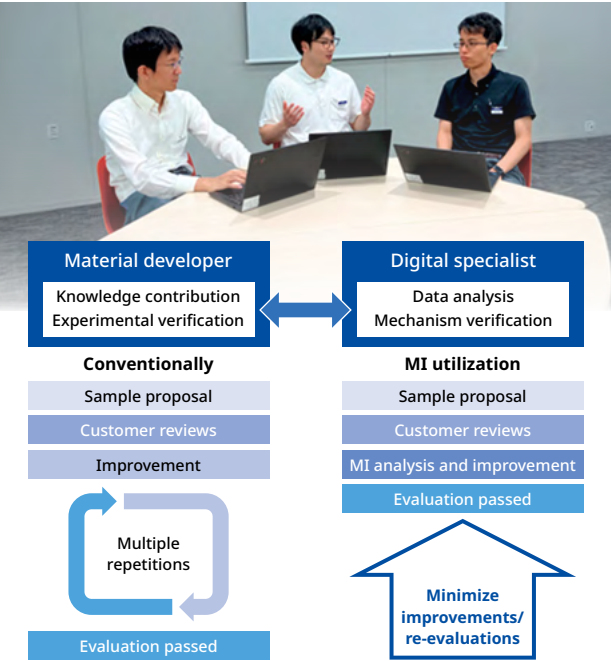 Material developer
Knowledge contribution
Experimental verification
Digital specialist
Data analysis
Mechanism verification
Conventionally
Sample proposal
Customer reviews
Improvement
Multiple
repetitions
Evaluation passed
MI utilization
Sample proposal
Customer reviews
MI analysis and improvement
Evaluation passed
Minimize
improvements/
re-evaluations